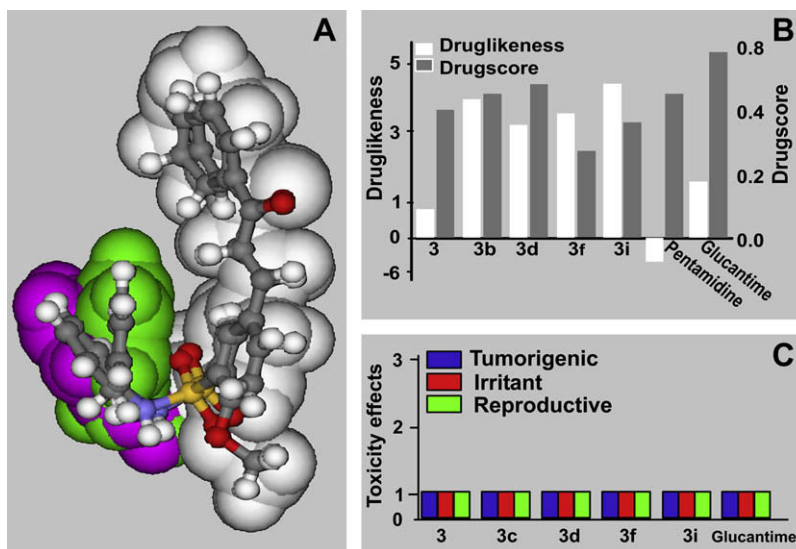 A
B
Druglikeness
Drugscore
Druglikeness
5
3
1
0
-6
0.8
0.4
0.2
0.0
Drugscore
3 3b 3d 3f 3i Pentamidine Glucantime
C
Tumorigenic
Irritant
Reproductive
Toxicity effects
3
2
1
0
3 3c 3d 3f 3i Glucantime